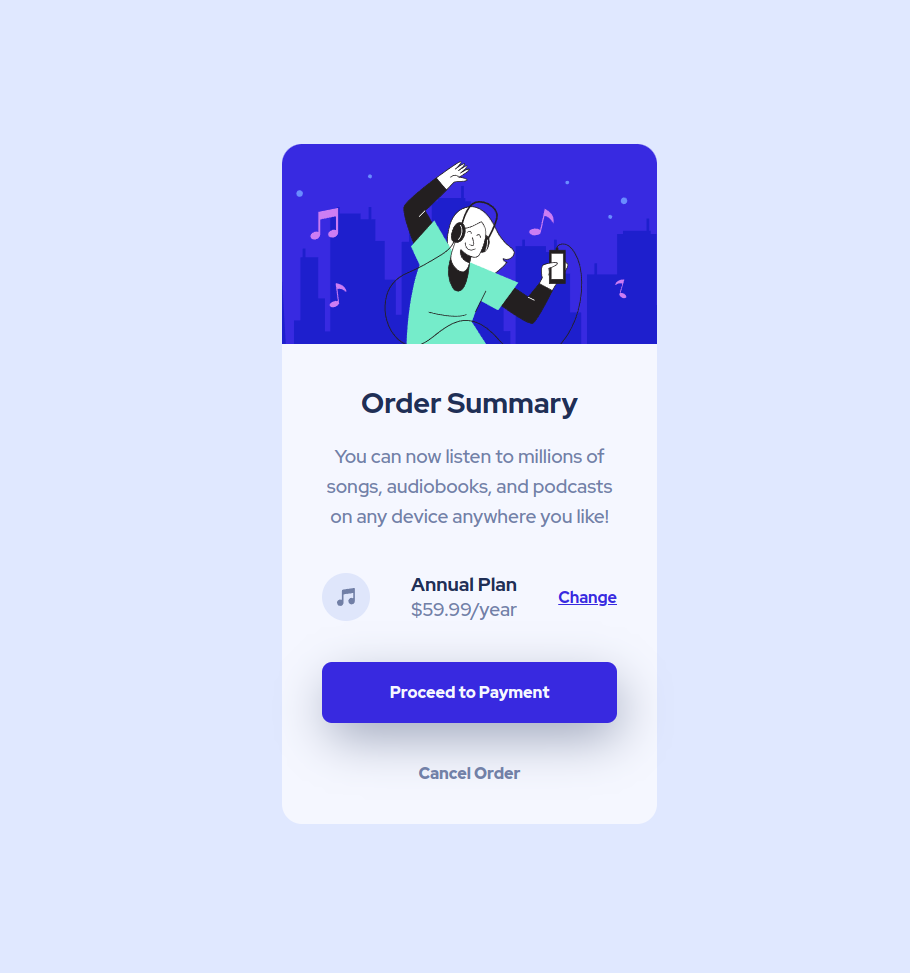 Order Summary
You can now listen to millions of
songs, audiobooks, and podcasts
on any device anywhere you like!
Annual Plan
$59.99/year
Change
Proceed to Payment
Cancel Order